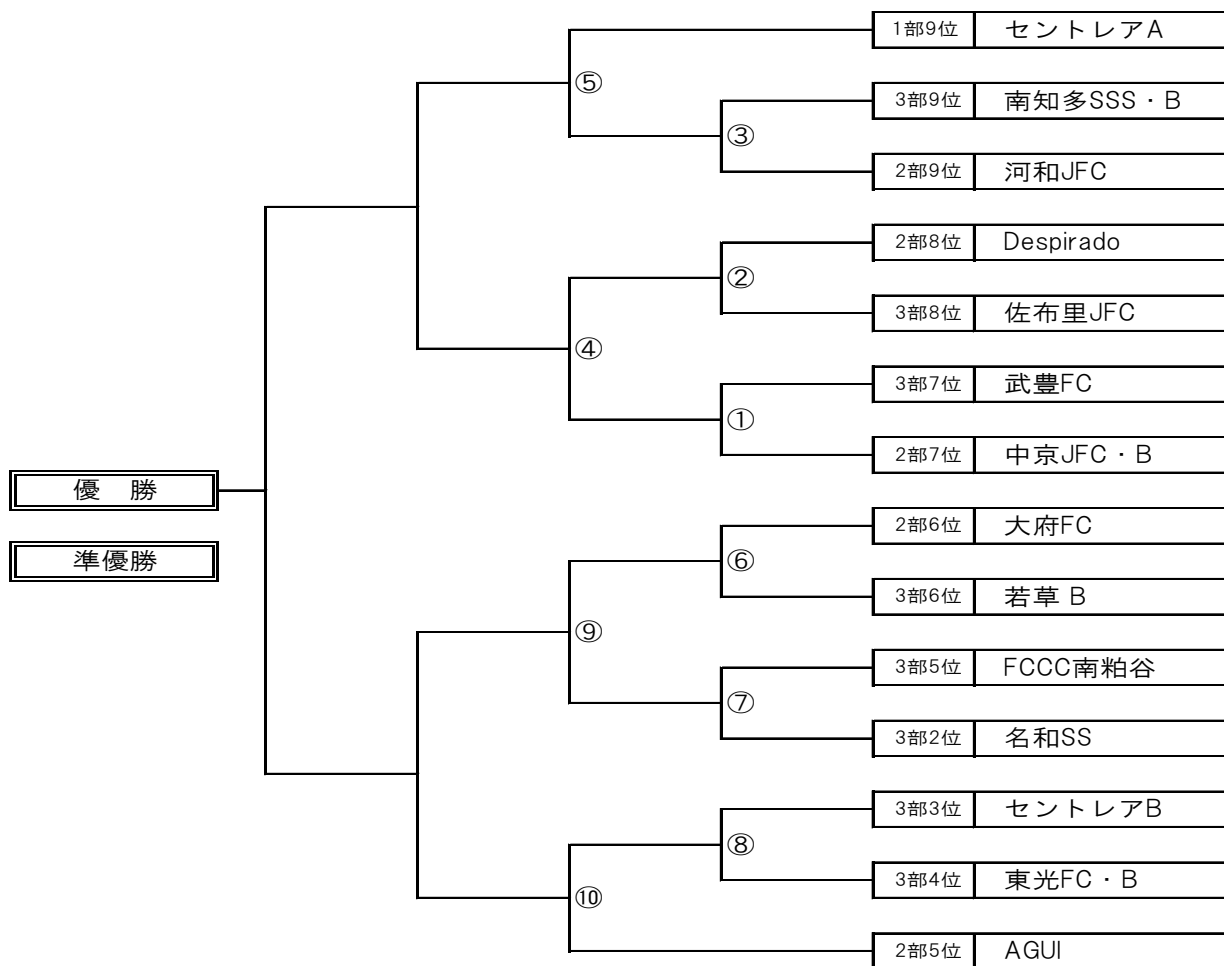 1部9位 セントレアA
⑤
3部9位 南知多SSS・B
③
2部9位 河和JFC
2部8位 Despirado
②
3部8位 佐布里JFC
④
3部7位 武豊FC
①
2部7位 中京JFC・B
優 勝
2部6位 大府FC
準優勝
⑥
3部6位 若草 B
⑨
3部5位 FCCC南粕谷
⑦
3部2位 名和SS
3部3位 セントレアB
⑧
3部4位 東光FC・B
⑩
2部5位 AGUI